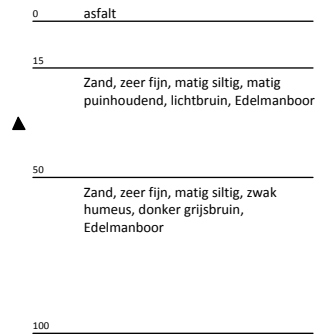 0 asfalt
15
Zand, zeer fijn, matig siltig, matig
puinhoudend, lichtbruin, Edelmanboor
50
Zand, zeer fijn, matig siltig, zwak
humeus, donker grijsbruin,
Edelmanboor
100